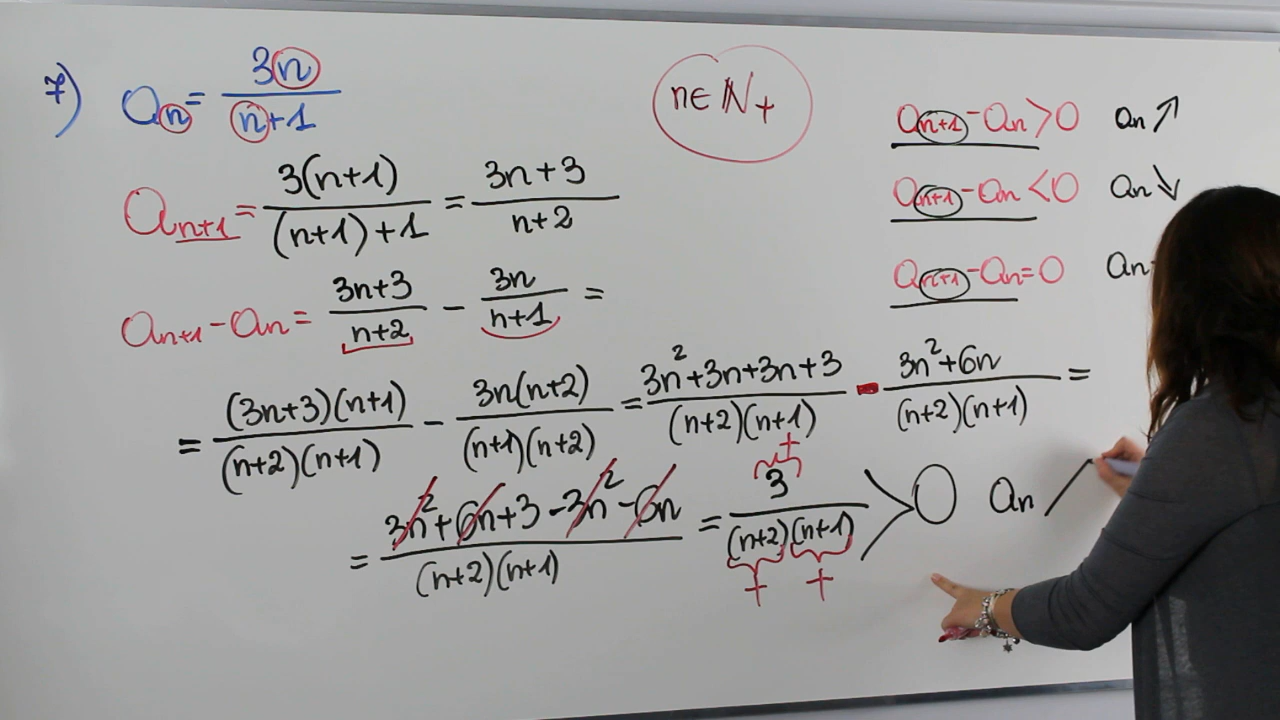 7) aₙ = 3n / n+1
n ∈ ℕ₊
aₙ₊₁ - aₙ > 0 aₙ ↗
aₙ₊₁ - aₙ < 0 aₙ ↘
aₙ₊₁ - aₙ = 0 aₙ
aₙ₊₁ = 3(n+1) / (n+1)+1 = 3n+3 / n+2
aₙ₊₁ - aₙ = 3n+3 / n+2 - 3n / n+1 =
= (3n+3)(n+1) / (n+2)(n+1) - 3n(n+2) / (n+1)(n+2) = 3n²+3n+3n+3 / (n+2)(n+1) - 3n²+6n / (n+2)(n+1) =
+
= 3n²+6n+3-3n²-6n / (n+2)(n+1) = 3 / (n+2)(n+1) > 0 aₙ ↗
+ +